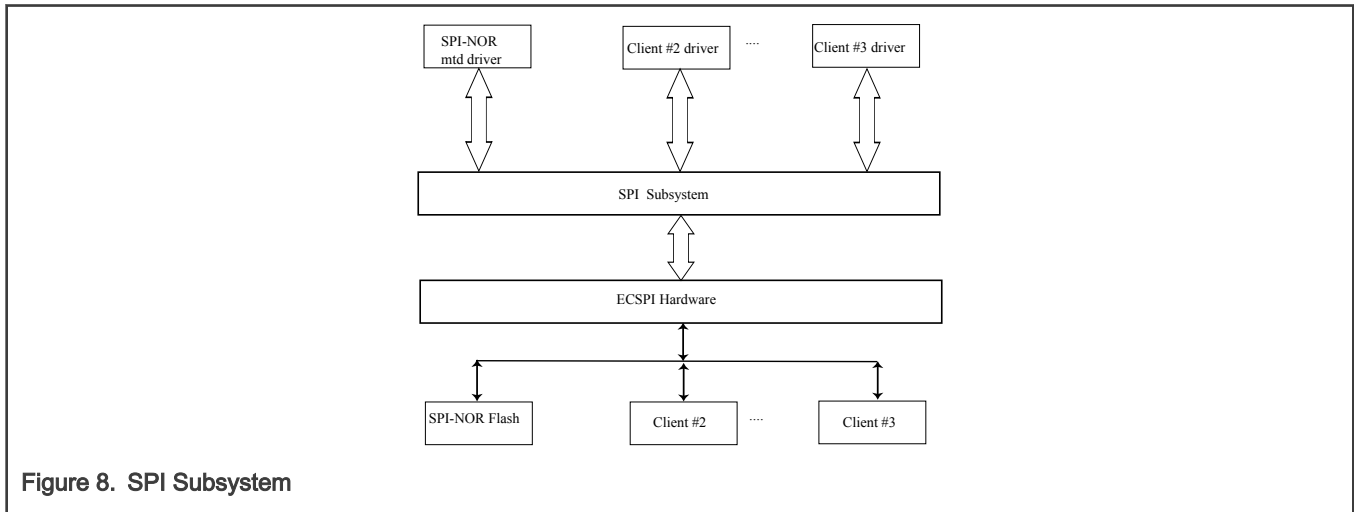 SPI-NOR
mtd driver
Client #2 driver
....
Client #3 driver
SPI Subsystem
ECSPI Hardware
SPI-NOR Flash
Client #2
....
Client #3
Figure 8. SPI Subsystem